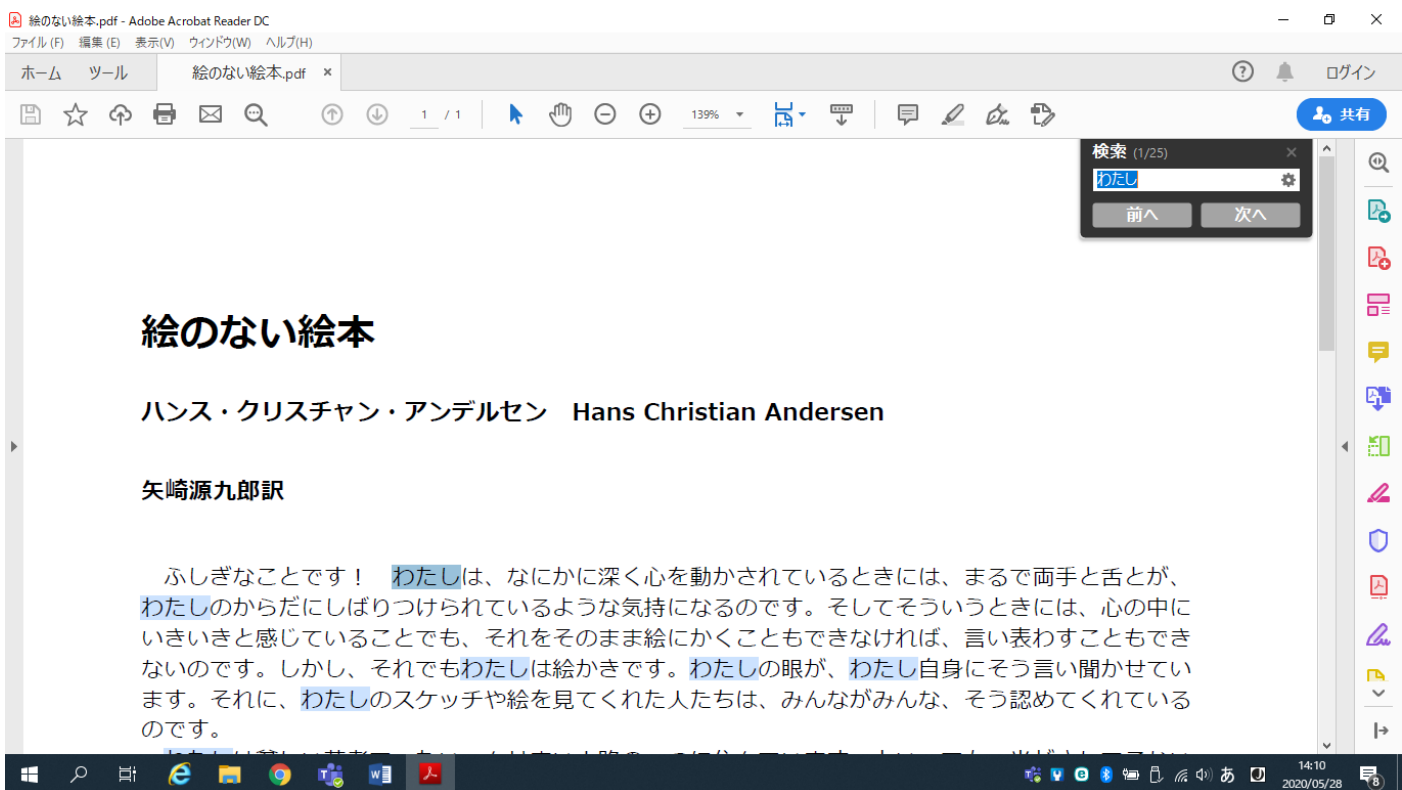 絵のない絵本.pdf - Adobe Acrobat Reader DC
ファイル(F) 編集(E) 表示(V) ウィンドウ(W) ヘルプ(H)
ホーム ツール 絵のない絵本.pdf × ログイン
1 / 1 139% 共有
検索 (1/25)
わたし
前へ 次へ
絵のない絵本
ハンス・クリスチャン・アンデルセン　Hans Christian Andersen
矢崎源九郎訳
　ふしぎなことです！　わたしは、なにかに深く心を動かされているときには、まるで両手と舌とが、
わたしのからだにしばりつけられているような気持になるのです。そしてそういうときには、心の中に
いきいきと感じていることでも、それをそのまま絵にかくこともできなければ、言い表わすこともでき
ないのです。しかし、それでもわたしは絵かきです。わたしの眼が、わたし自身にそう言い聞かせてい
ます。それに、わたしのスケッチや絵を見てくれた人たちは、みんながみんな、そう認めてくれている
のです。
あ 14:10
2020/05/28 8